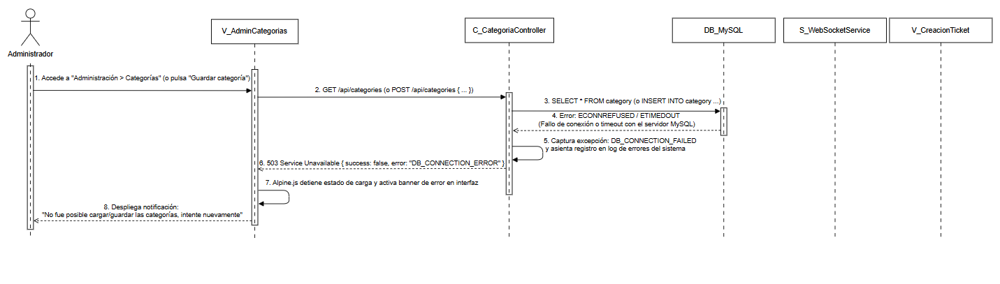 Administrador
V_AdminCategorias
C_CategoriaController
DB_MySQL
S_WebSocketService
V_CreacionTicket
1. Accede a "Administración > Categorías" (o pulsa "Guardar categoría")
2. GET /api/categories (o POST /api/categories { ... })
3. SELECT * FROM category (o INSERT INTO category ...)
4. Error: ECONNREFUSED / ETIMEDOUT
(Fallo de conexión o timeout con el servidor MySQL)
5. Captura excepción: DB_CONNECTION_FAILED
y asienta registro en log de errores del sistema
6. 503 Service Unavailable { success: false, error: "DB_CONNECTION_ERROR" }
7. Alpine.js detiene estado de carga y activa banner de error en interfaz
8. Despliega notificación:
"No fue posible cargar/guardar las categorías, intente nuevamente"